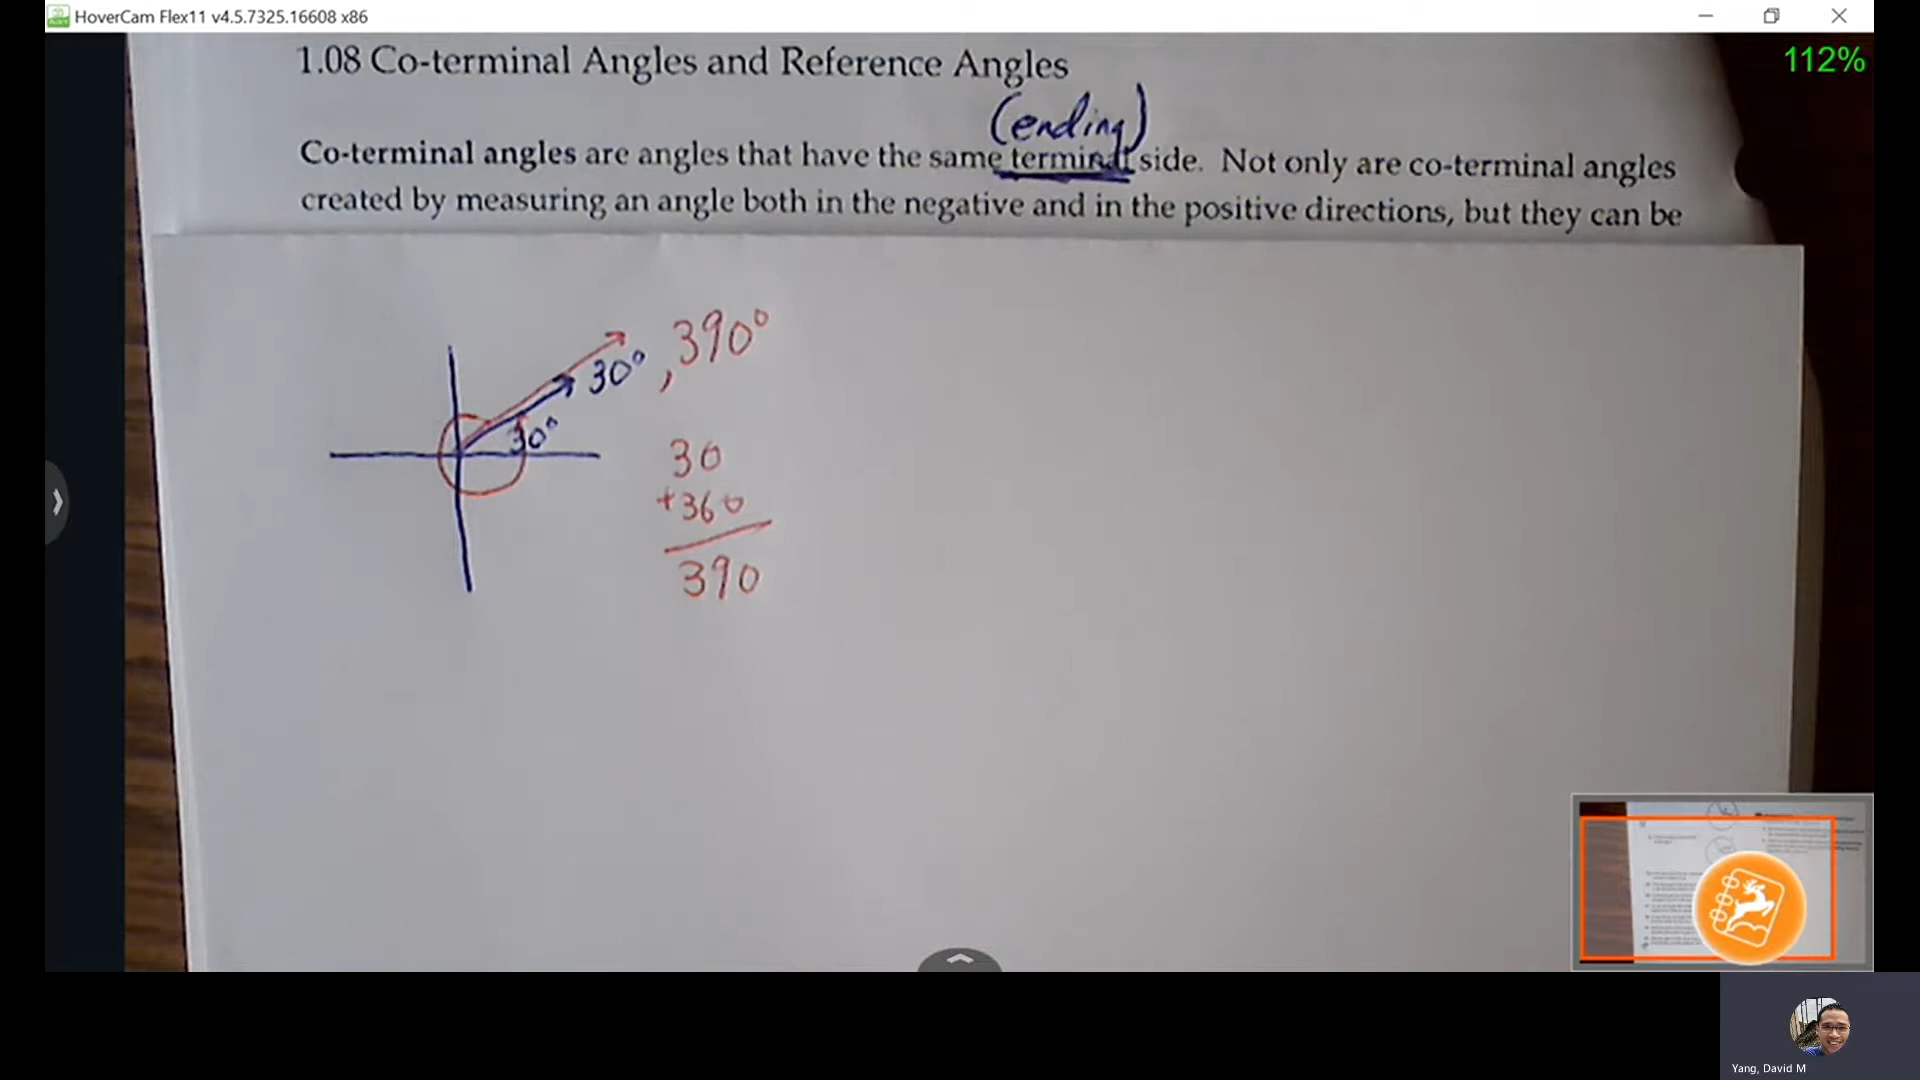 HoverCam Flex11 v4.5.7325.16608 x86
112%
1.08 Co-terminal Angles and Reference Angles
(ending)
Co-terminal angles are angles that have the same terminal side. Not only are co-terminal angles
created by measuring an angle both in the negative and in the positive directions, but they can be
30° , 390°
30°
30
+360
390
Yang, David M